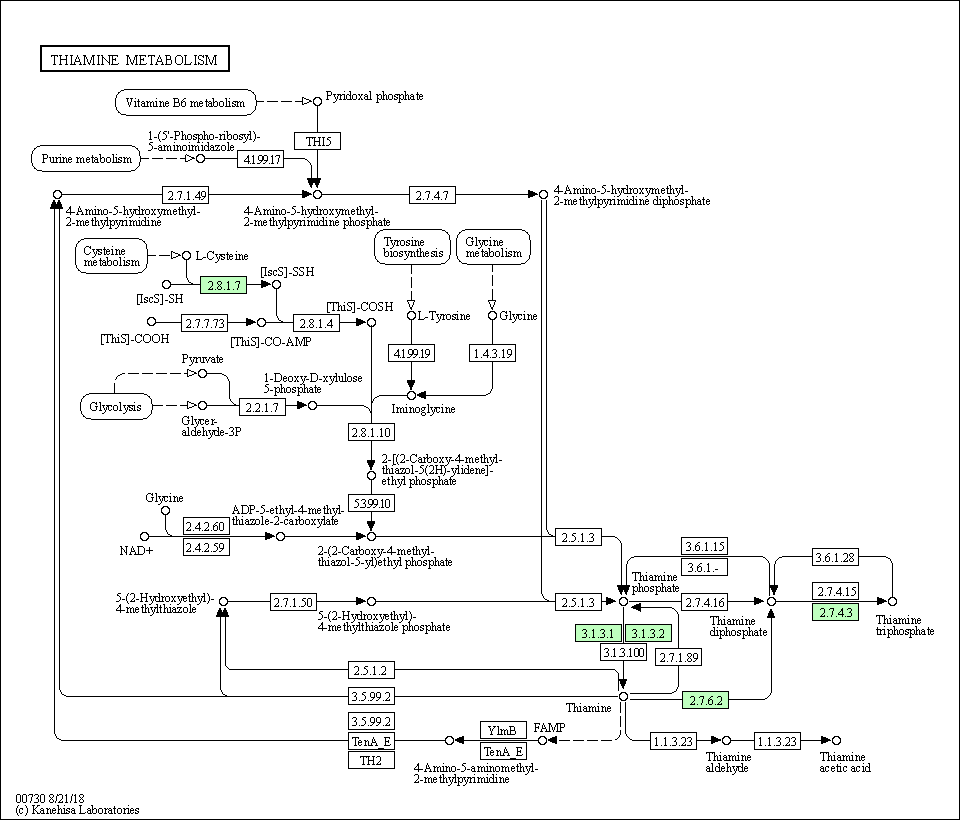 THIAMINE METABOLISM
Vitamine B6 metabolism
Pyridoxal phosphate
1-(5'-Phospho-ribosyl)-
5-aminoimidazole
THI5
Purine metabolism
4.1.99.17
2.7.1.49
2.7.4.7
4-Amino-5-hydroxymethyl-
2-methylpyrimidine diphosphate
4-Amino-5-hydroxymethyl-
2-methylpyrimidine
4-Amino-5-hydroxymethyl-
2-methylpyrimidine phosphate
Cysteine
metabolism
L-Cysteine
Tyrosine
biosynthesis
Glycine
metabolism
[IscS]-SSH
2.8.1.7
[IscS]-SH
[ThiS]-COSH
L-Tyrosine
Glycine
2.7.7.73
2.8.1.4
[ThiS]-COOH
[ThiS]-CO-AMP
4.1.99.19
1.4.3.19
Pyruvate
1-Deoxy-D-xylulose
5-phosphate
Glycolysis
2.2.1.7
Iminoglycine
Glycer-
aldehyde-3P
2.8.1.10
2-[(2-Carboxy-4-methyl-
thiazol-5(2H)-ylidene]-
ethyl phosphate
Glycine
5.3.99.10
ADP-5-ethyl-4-methyl-
thiazole-2-carboxylate
2.4.2.60
2.4.2.59
NAD+
2-(2-Carboxy-4-methyl-
thiazol-5-yl)ethyl phosphate
2.5.1.3
3.6.1.15
3.6.1.-
3.6.1.28
Thiamine
phosphate
5-(2-Hydroxyethyl)-
4-methylthiazole
2.7.1.50
5-(2-Hydroxyethyl)-
4-methylthiazole phosphate
2.5.1.3
2.7.4.16
2.7.4.15
2.7.4.3
Thiamine
diphosphate
Thiamine
triphosphate
3.1.3.1
3.1.3.2
3.1.3.100
2.7.1.89
2.5.1.2
3.5.99.2
Thiamine
2.7.6.2
3.5.99.2
TenA_E
TH2
YlmB
TenA_E
FAMP
4-Amino-5-aminomethyl-
2-methylpyrimidine
1.1.3.23
Thiamine
aldehyde
1.1.3.23
Thiamine
acetic acid
00730 8/21/18
(c) Kanehisa Laboratories